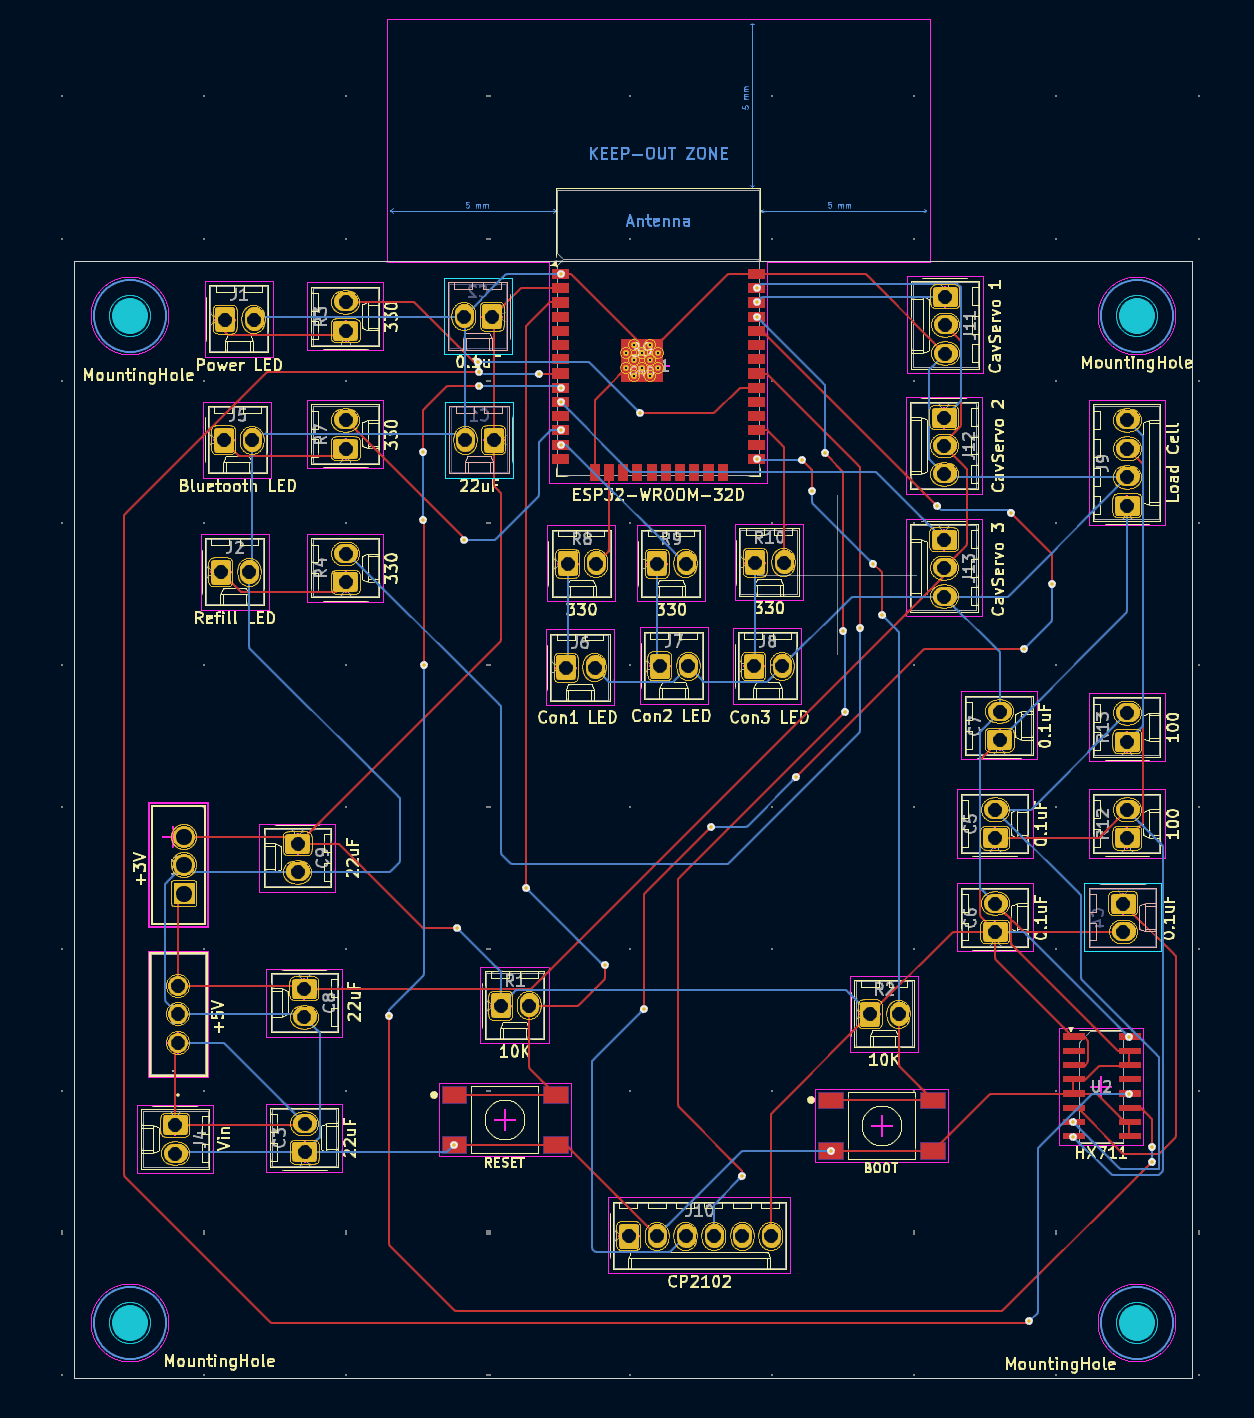 5 mm
KEEP-OUT ZONE
5 mm
5 mm
Antenna
J1
R3
330
C2
0.1uF
J11
CavServo 1
Power LED
MountingHole
MountingHole
J5
R7
330
C1
22uF
J12
CavServo 2
J9
Load Cell
Bluetooth LED
ESP32-WROOM-32D
J2
R4
330
R8
R9
R10
J13
CavServo 3
330
330
330
Refill LED
J6
J7
J8
Con1 LED
Con2 LED
Con3 LED
C7
0.1uF
R13
100
+3V
C9
22uF
C5
0.1uF
R12
100
C6
0.1uF
0.1uF
+5V
C8
22uF
R1
10K
R2
10K
J4
Vin
C3
22uF
RESET
BOOT
U2
HX711
J10
CP2102
MountingHole
MountingHole